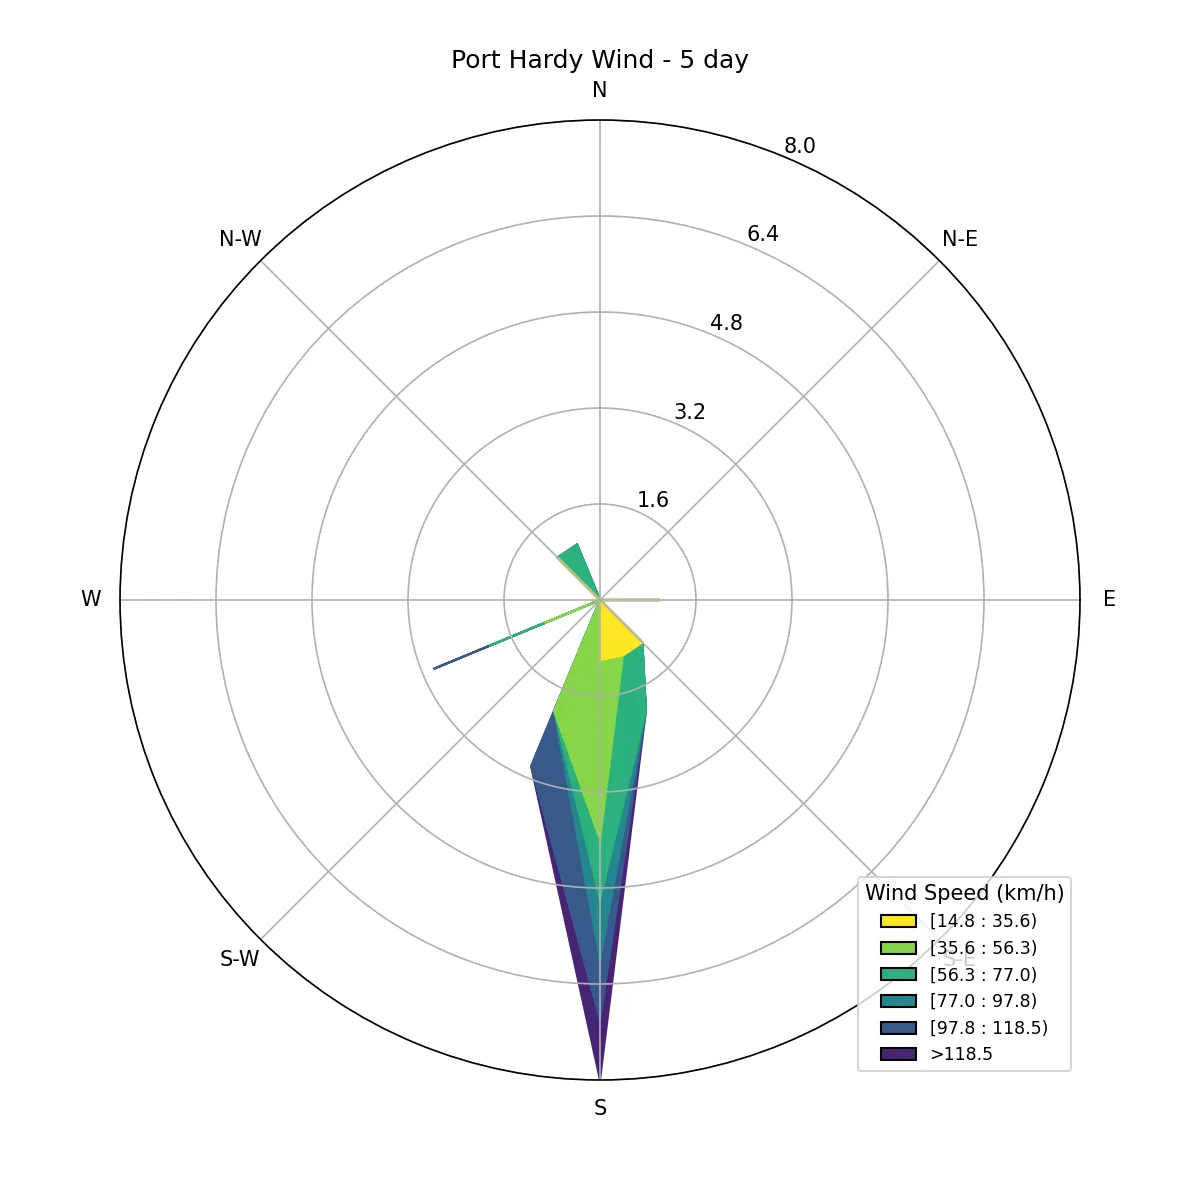 Port Hardy Wind - 5 day
N
8.0
N-W
6.4
N-E
4.8
3.2
1.6
W
E
Wind Speed (km/h)
[14.8 : 35.6)
[35.6 : 56.3)
S-W
S-E
[56.3 : 77.0)
[77.0 : 97.8)
[97.8 : 118.5)
>118.5
S